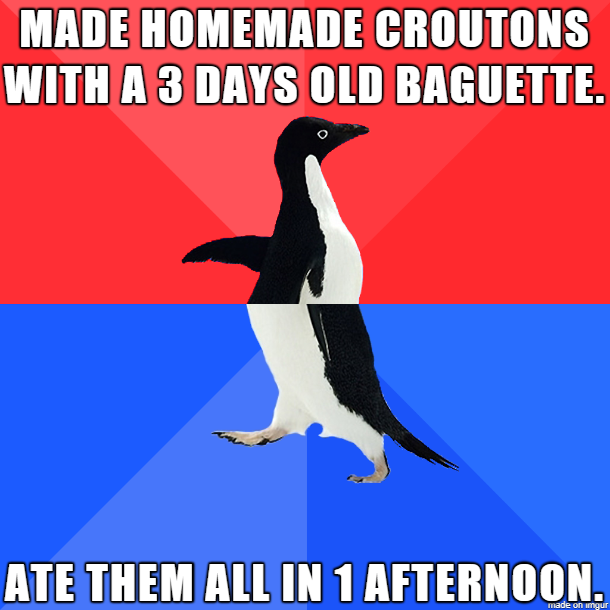 MADE HOMEMADE CROUTONS
WITH A 3 DAYS OLD BAGUETTE.
ATE THEM ALL IN 1 AFTERNOON.
made on imgur